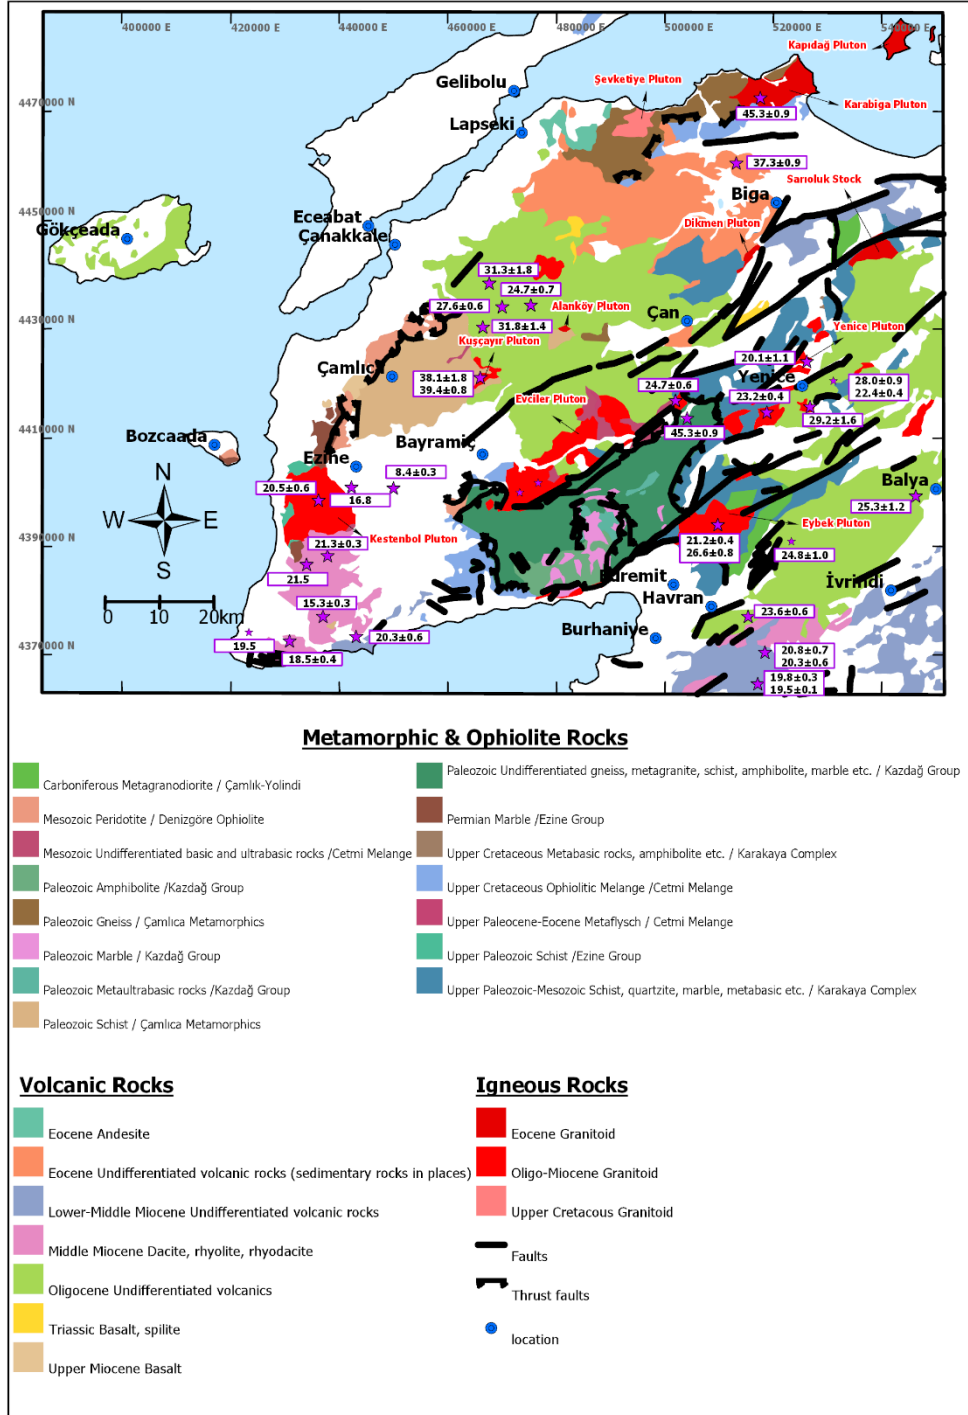 400000 E
420000 E
440000 E
460000 E
480000 E
500000 E
520000 E
540000 E
Kapıdağ Pluton
Gelibolu
Şevketiye Pluton
4470000 N
Karabiga Pluton
45.3±0.9
Lapseki
37.3±0.9
Sarıoluk Stock
Biga
4450000 N
Gökçeada
Eceabat
Çanakkale
Dikmen Pluton
31.3±1.8
24.7±0.7
27.6±0.6
Alanköy Pluton
Çan
4430000 N
31.8±1.4
Yenice Pluton
Kuşçayır Pluton
20.1±1.1
Çamlıca
38.1±1.8
39.4±0.8
24.7±0.6
Yenice
28.0±0.9
22.4±0.4
23.2±0.4
Evciler Pluton
29.2±1.6
45.3±0.9
4410000 N
Bozcaada
Bayramiç
Ezine
8.4±0.3
Balya
N
W
E
S
20.5±0.6
16.8
25.3±1.2
Eybek Pluton
Kestenbol Pluton
21.3±0.3
21.2±0.4
26.6±0.8
24.8±1.0
4390000 N
21.5
Edremit
İvrindi
Havran
0
10
20km
15.3±0.3
23.6±0.6
Burhaniye
4370000 N
19.5
18.5±0.4
20.3±0.6
20.8±0.7
20.3±0.6
19.8±0.3
19.5±0.1
Metamorphic & Ophiolite Rocks
Carboniferous Metagranodiorite / Çamlık-Yolindi
Mesozoic Peridotite / Denizgöre Ophiolite
Mesozoic Undifferentiated basic and ultrabasic rocks /Cetmi Melange
Paleozoic Amphibolite /Kazdağ Group
Paleozoic Gneiss / Çamlıca Metamorphics
Paleozoic Marble / Kazdağ Group
Paleozoic Metaultrabasic rocks /Kazdağ Group
Paleozoic Schist / Çamlıca Metamorphics
Paleozoic Undifferentiated gneiss, metagranite, schist, amphibolite, marble etc. / Kazdağ Group
Permian Marble /Ezine Group
Upper Cretaceous Metabasic rocks, amphibolite etc. / Karakaya Complex
Upper Cretaceous Ophiolitic Melange /Cetmi Melange
Upper Paleocene-Eocene Metaflysch / Cetmi Melange
Upper Paleozoic Schist /Ezine Group
Upper Paleozoic-Mesozoic Schist, quartzite, marble, metabasic etc. / Karakaya Complex
Volcanic Rocks
Eocene Andesite
Eocene Undifferentiated volcanic rocks (sedimentary rocks in places)
Lower-Middle Miocene Undifferentiated volcanic rocks
Middle Miocene Dacite, rhyolite, rhyodacite
Oligocene Undifferentiated volcanics
Triassic Basalt, spilite
Upper Miocene Basalt
Igneous Rocks
Eocene Granitoid
Oligo-Miocene Granitoid
Upper Cretacous Granitoid
Faults
Thrust faults
location